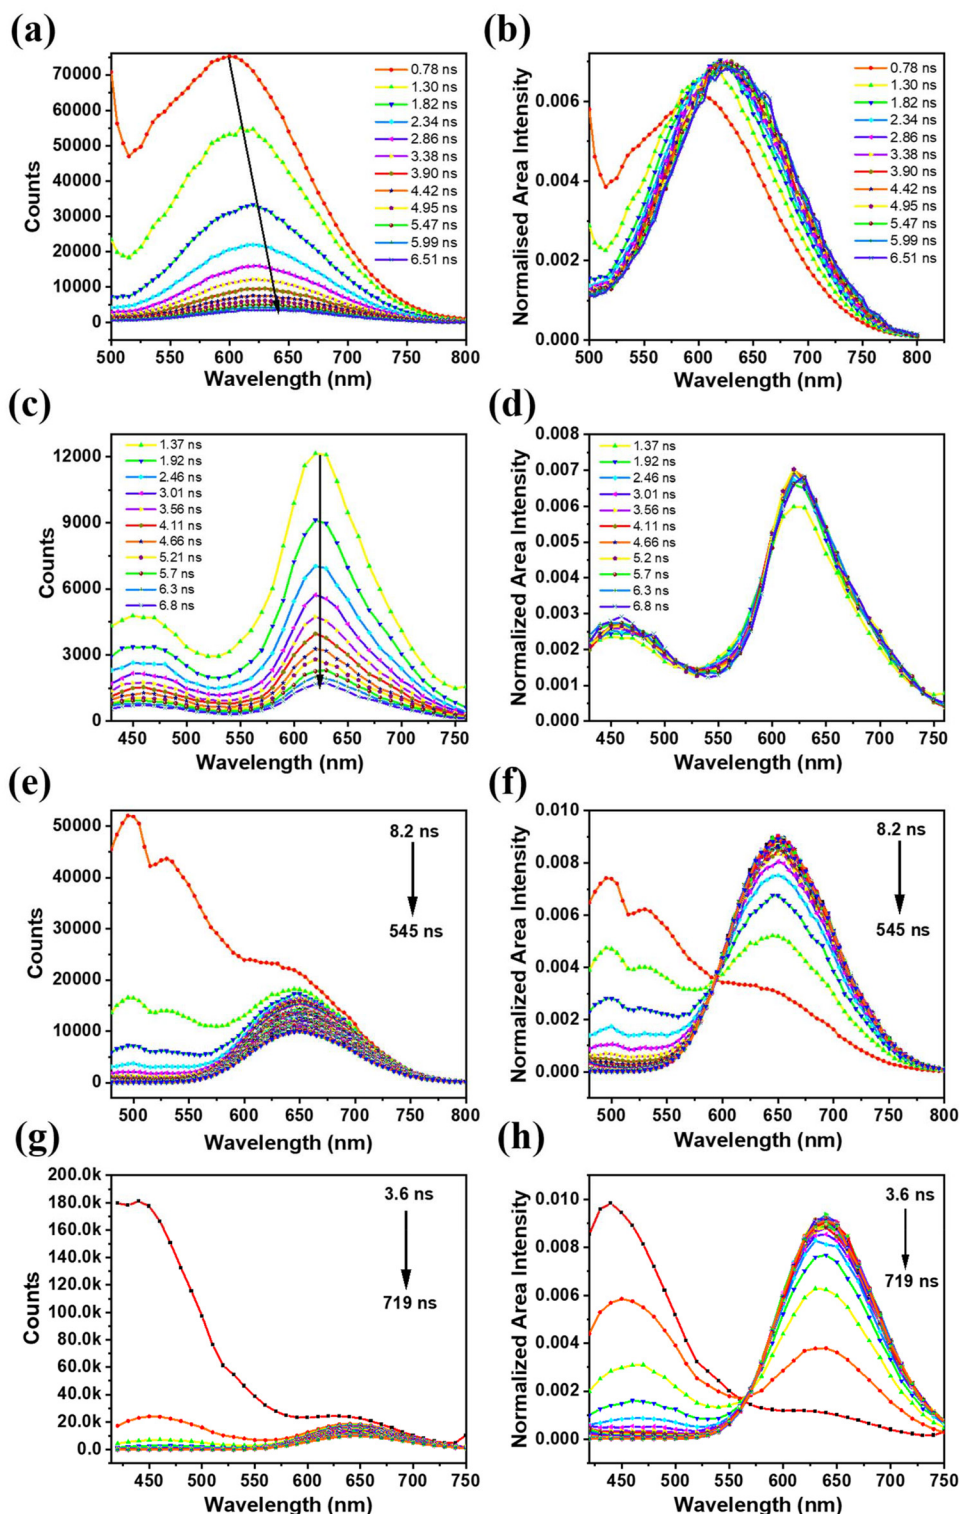 (a)
Counts
70000
60000
50000
40000
30000
20000
10000
0
500 550 600 650 700 750 800
Wavelength (nm)
0.78 ns
1.30 ns
1.82 ns
2.34 ns
2.86 ns
3.38 ns
3.90 ns
4.42 ns
4.95 ns
5.47 ns
5.99 ns
6.51 ns
(b)
Normalised Area Intensity
0.006
0.004
0.002
0.000
500 550 600 650 700 750 800
Wavelength (nm)
0.78 ns
1.30 ns
1.82 ns
2.34 ns
2.86 ns
3.38 ns
3.90 ns
4.42 ns
4.95 ns
5.47 ns
5.99 ns
6.51 ns
(c)
Counts
12000
9000
6000
3000
0
450 500 550 600 650 700 750
Wavelength (nm)
1.37 ns
1.92 ns
2.46 ns
3.01 ns
3.56 ns
4.11 ns
4.66 ns
5.21 ns
5.7 ns
6.3 ns
6.8 ns
(d)
Normalized Area Intensity
0.008
0.007
0.006
0.005
0.004
0.003
0.002
0.001
0.000
450 500 550 600 650 700 750
Wavelength (nm)
1.37 ns
1.92 ns
2.46 ns
3.01 ns
3.56 ns
4.11 ns
4.66 ns
5.2 ns
5.7 ns
6.3 ns
6.8 ns
(e)
Counts
50000
40000
30000
20000
10000
0
500 550 600 650 700 750 800
Wavelength (nm)
8.2 ns
545 ns
(f)
Normalized Area Intensity
0.010
0.008
0.006
0.004
0.002
0.000
500 550 600 650 700 750 800
Wavelength (nm)
8.2 ns
545 ns
(g)
Counts
200.0k
180.0k
160.0k
140.0k
120.0k
100.0k
80.0k
60.0k
40.0k
20.0k
0.0
450 500 550 600 650 700 750
Wavelength (nm)
3.6 ns
719 ns
(h)
Normalized Area Intensity
0.010
0.008
0.006
0.004
0.002
0.000
450 500 550 600 650 700 750
Wavelength (nm)
3.6 ns
719 ns